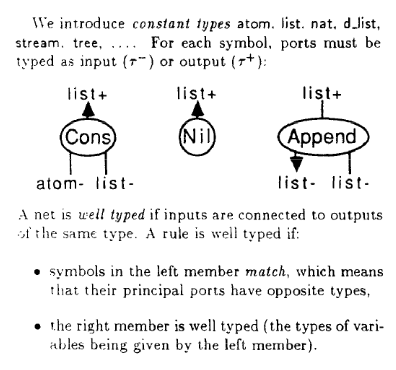 We introduce constant types atom, list, nat, d_list,
stream, tree, .... For each symbol, ports must be
typed as input (τ⁻) or output (τ⁺):
list+ list+ list+
Cons Nil Append
atom- list- list- list-
A net is well typed if inputs are connected to outputs
of the same type. A rule is well typed if:
• symbols in the left member match, which means
that their principal ports have opposite types,
• the right member is well typed (the types of vari-
ables being given by the left member).